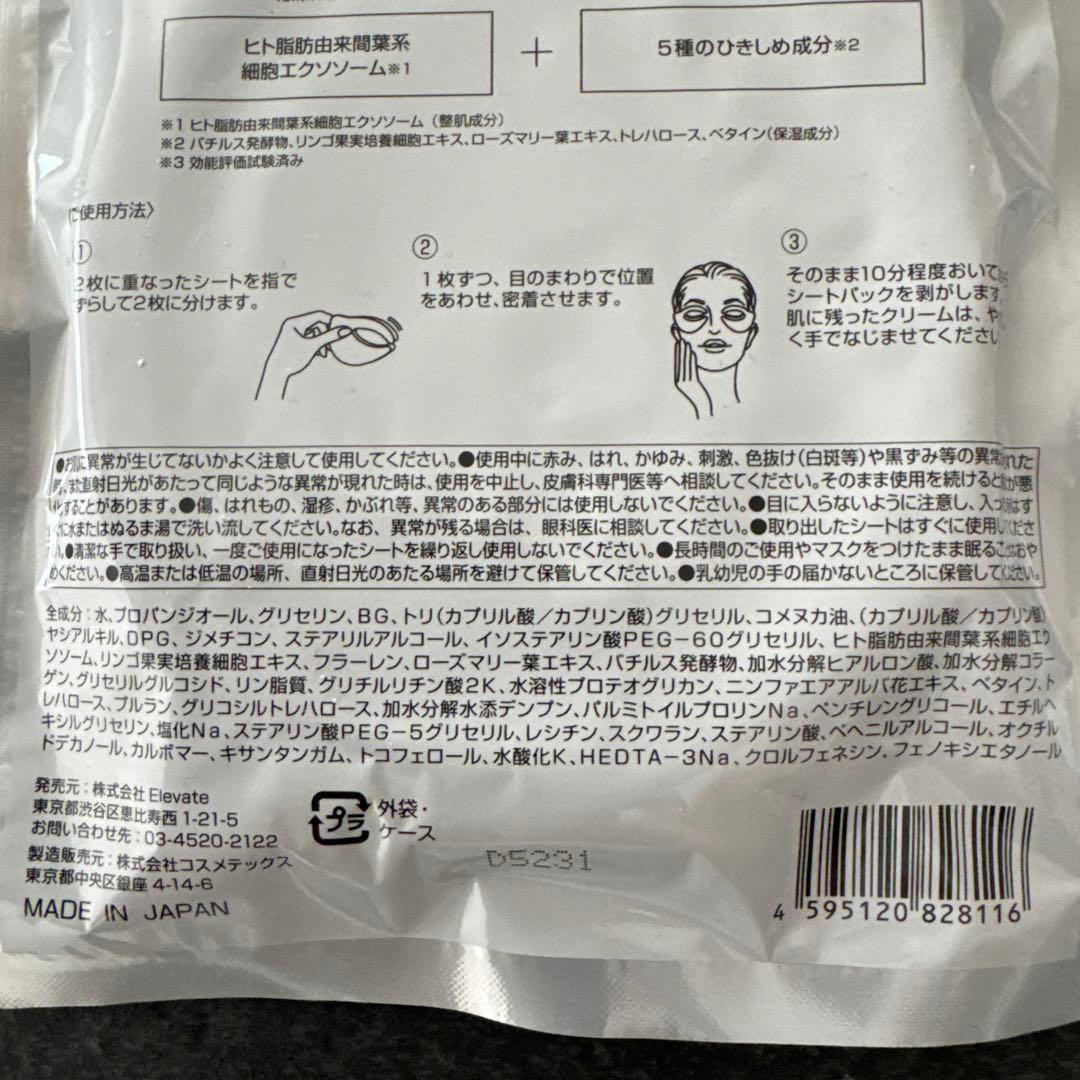 ヒト脂肪由来間葉系
細胞エクソソーム※1
+
5種のひきしめ成分※2
※1 ヒト脂肪由来間葉系細胞エクソソーム（整肌成分）
※2 バチルス発酵物、リンゴ果実培養細胞エキス、ローズマリー葉エキス、トレハロース、ベタイン（保湿成分）
※3 効能評価試験済み
ご使用方法〉
①
2枚に重なったシートを指で
ずらして2枚に分けます。
②
1枚ずつ、目のまわりで位置
をあわせ、密着させます。
③
そのまま10分程度おいて
シートパックを剥がします
肌に残ったクリームは、や
く手でなじませてください
●お肌に異常が生じてないかよく注意して使用してください。●使用中に赤み、はれ、かゆみ、刺激、色抜け（白斑等）や黒ずみ等の異常が現れた
時、また直射日光があたって同じような異常が現れた時は、使用を中止し、皮膚科専門医等へ相談してください。そのまま使用を続けると症状が悪
化することがあります。●傷、はれもの、湿疹、かぶれ等、異常のある部分には使用しないでください。●目に入らないように注意し、入った時はす
ぐに水またはぬるま湯で洗い流してください。なお、異常が残る場合は、眼科医に相談してください。●取り出したシートはすぐに使用してくださ
い。●清潔な手で取り扱い、一度ご使用になったシートを繰り返し使用しないでください。●長時間のご使用やマスクをつけたまま眠ることはおや
めください。●高温または低温の場所、直射日光のあたる場所を避けて保管してください。●乳幼児の手の届かないところに保管してください。
全成分：水、プロパンジオール、グリセリン、BG、トリ（カプリル酸／カプリン酸）グリセリル、コメヌカ油、（カプリル酸／カプリン酸）
ヤシアルキル、DPG、ジメチコン、ステアリルアルコール、イソステアリン酸PEG－60グリセリル、ヒト脂肪由来間葉系細胞エク
ソソーム、リンゴ果実培養細胞エキス、フラーレン、ローズマリー葉エキス、バチルス発酵物、加水分解ヒアルロン酸、加水分解コラー
ゲン、グリセリルグルコシド、リン脂質、グリチルリチン酸2K、水溶性プロテオグリカン、ニンファエアアルバ花エキス、ベタイン、ト
レハロース、プルラン、グリコシルトレハロース、加水分解水添デンプン、パルミトイルプロリンNa、ペンチレングリコール、エチルヘ
キシルグリセリン、塩化Na、ステアリン酸PEG－5グリセリル、レシチン、スクワラン、ステアリン酸、ベヘニルアルコール、オクチル
ドデカノール、カルボマー、キサンタンガム、トコフェロール、水酸化K、HEDTA－3Na、クロルフェネシン、フェノキシエタノール
発売元：株式会社Elevate
東京都渋谷区恵比寿西 1-21-5
お問い合わせ先：03-4520-2122
製造販売元：株式会社コスメテックス
東京都中央区銀座 4-14-6
MADE IN JAPAN
プラ
外袋・
ケース
D5231
4 595120 828116